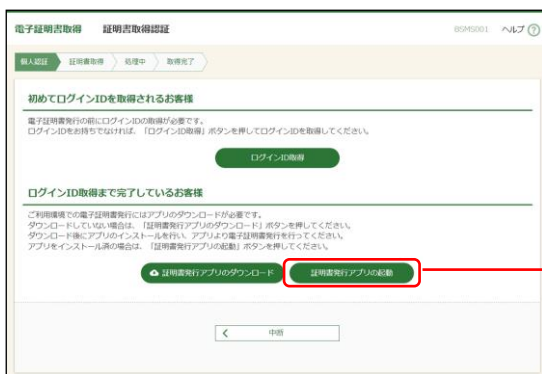 電子証明書取得 証明書取得認証
BSMS001 ヘルプ ?
個人認証 証明書取得 処理中 取得完了
初めてログインIDを取得されるお客様
電子証明書発行の前にログインIDの取得が必要です。
ログインIDをお持ちでなければ、「ログインID取得」ボタンを押してログインIDを取得してください。
ログインID取得
ログインID取得まで完了しているお客様
ご利用環境での電子証明書発行にはアプリのダウンロードが必要です。
ダウンロードしていない場合は、「証明書発行アプリのダウンロード」ボタンを押してください。
ダウンロード後にアプリのインストールを行い、アプリより電子証明書発行を行ってください。
アプリをインストール済の場合は、「証明書発行アプリの起動」ボタンを押してください。
証明書発行アプリのダウンロード 証明書発行アプリの起動
中断